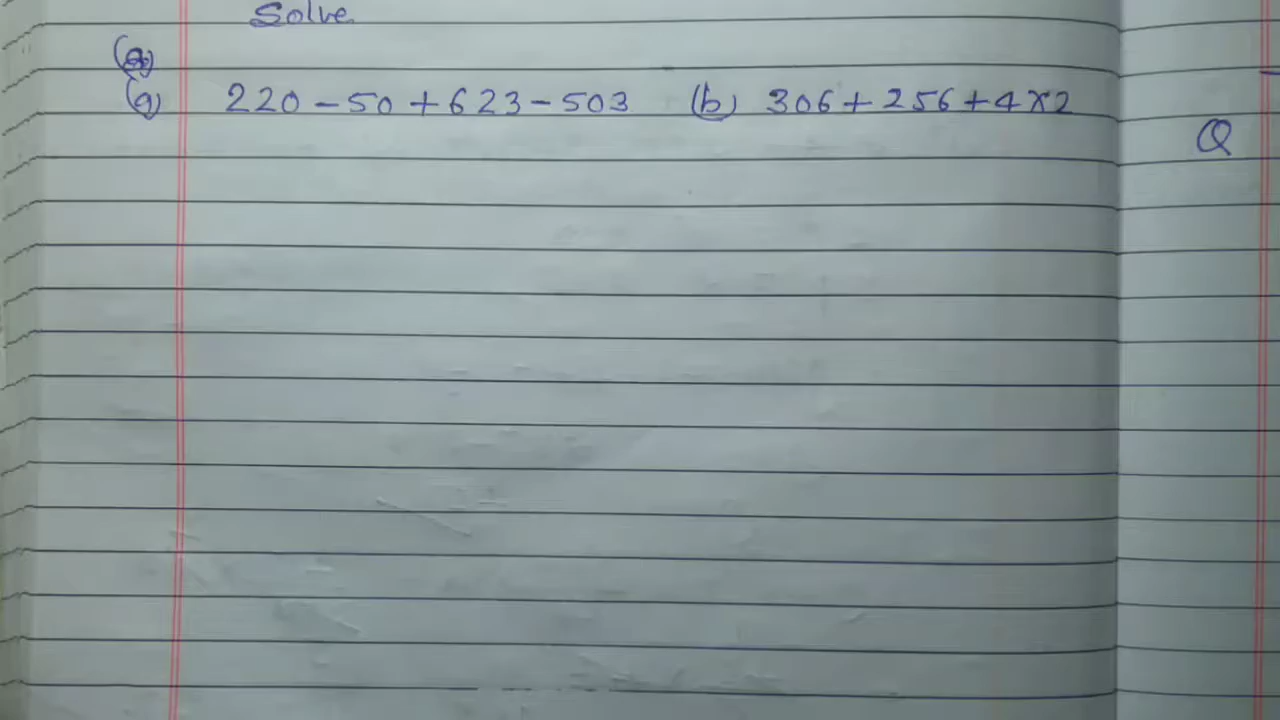 Solve
(a)
(a) 220 - 50 + 623 - 503 (b) 306 + 256 + 4 × 2
Q